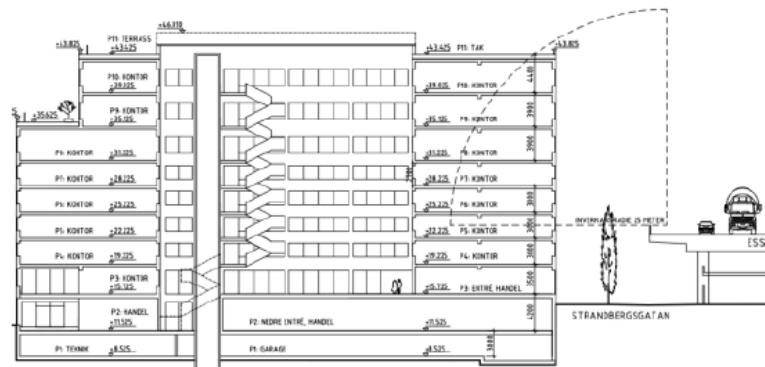 +46.310
P11: TERRASS
+43.825
+43.425
+43.425
P11: TAK
+43.825
4400
P10: KONTOR
+39.025
+39.025
P10: KONTOR
P9: KONTOR
+35.125
+35.625
3900
+35.125
P9: KONTOR
3900
P8: KONTOR
+31.225
+31.225
P8: KONTOR
P7: KONTOR
+28.225
+28.225
P7: KONTOR
P6: KONTOR
+25.225
+25.225
P6: KONTOR
3000
INVERKAN RADIE 25 METER
P5: KONTOR
+22.225
+22.225
P5: KONTOR
3000
ESS
P4: KONTOR
+19.225
+19.225
P4: KONTOR
3000
P3: KONTOR
+15.725
+15.725
P3: ENTRÉ, HANDEL
3500
P2: HANDEL
+11.525
P2: NEDRE ENTRÉ, HANDEL
+11.525
4200
STRANDBERGSGATAN
P1: TEKNIK
+8.525
P1: GARAGE
+8.525
3000